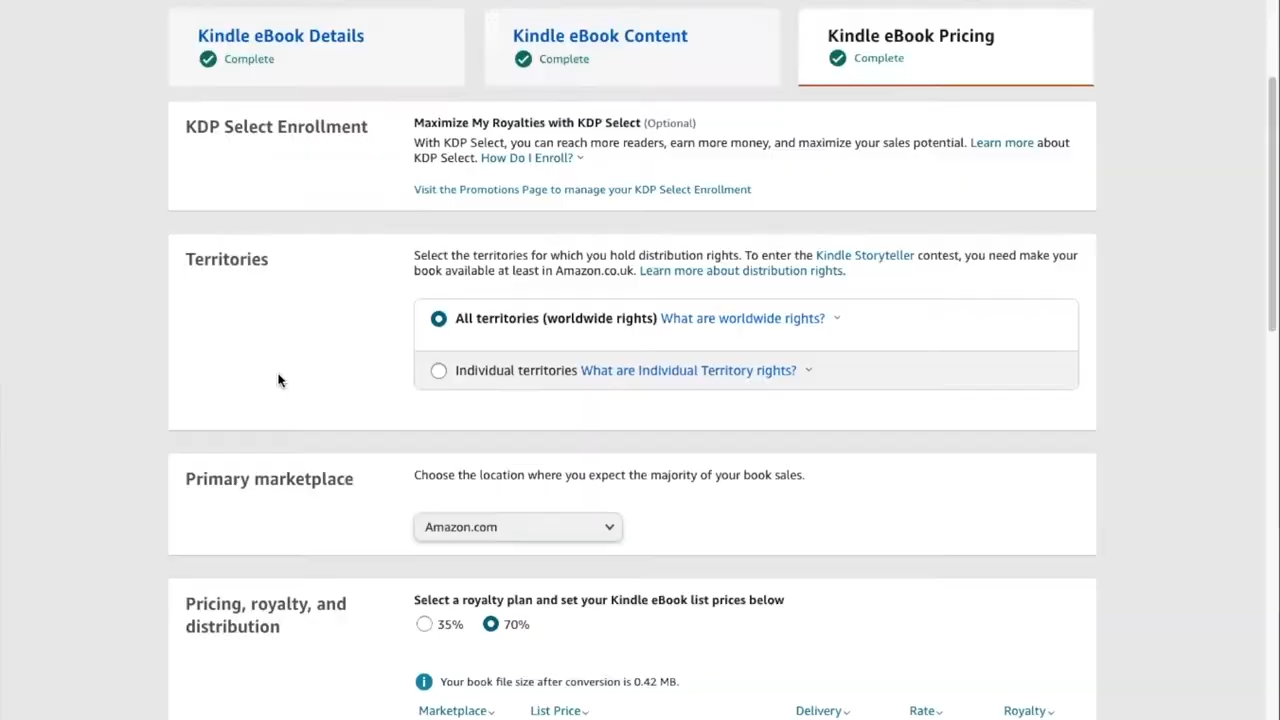 Kindle eBook Details
Complete
Kindle eBook Content
Complete
Kindle eBook Pricing
Complete
KDP Select Enrollment
Maximize My Royalties with KDP Select (Optional)
With KDP Select, you can reach more readers, earn more money, and maximize your sales potential. Learn more about
KDP Select. How Do I Enroll?
Visit the Promotions Page to manage your KDP Select Enrollment
Territories
Select the territories for which you hold distribution rights. To enter the Kindle Storyteller contest, you need make your
book available at least in Amazon.co.uk. Learn more about distribution rights.
All territories (worldwide rights) What are worldwide rights?
Individual territories What are Individual Territory rights?
Primary marketplace
Choose the location where you expect the majority of your book sales.
Amazon.com
Pricing, royalty, and
distribution
Select a royalty plan and set your Kindle eBook list prices below
35% 70%
Your book file size after conversion is 0.42 MB.
Marketplace List Price Delivery Rate Royalty